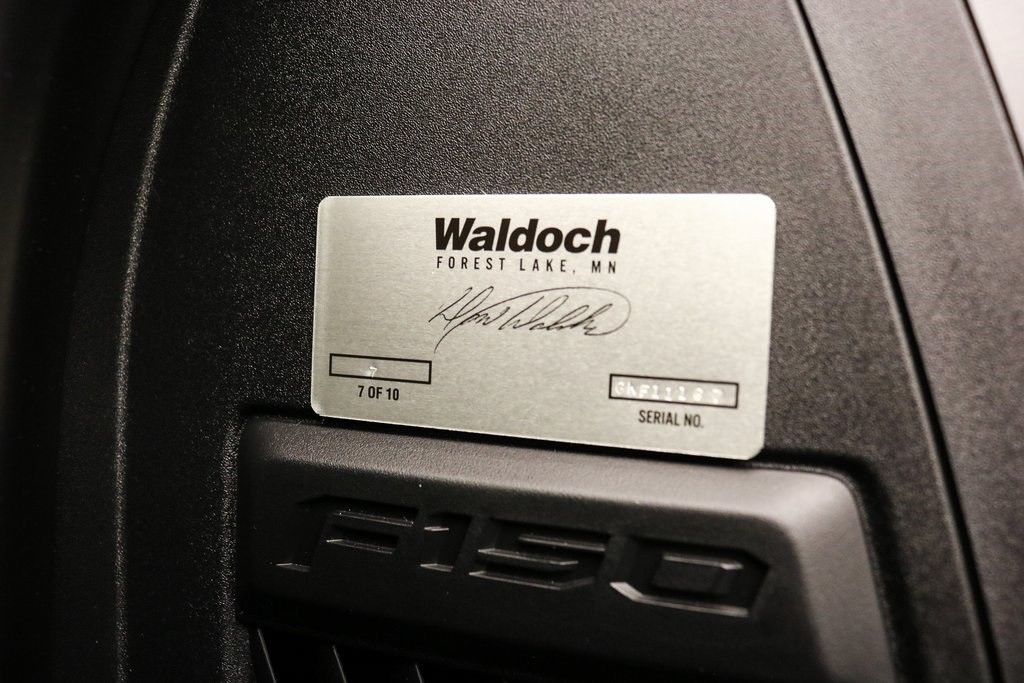 Waldoch
FOREST LAKE, MN
7
7 OF 10
SERIAL NO.
F150